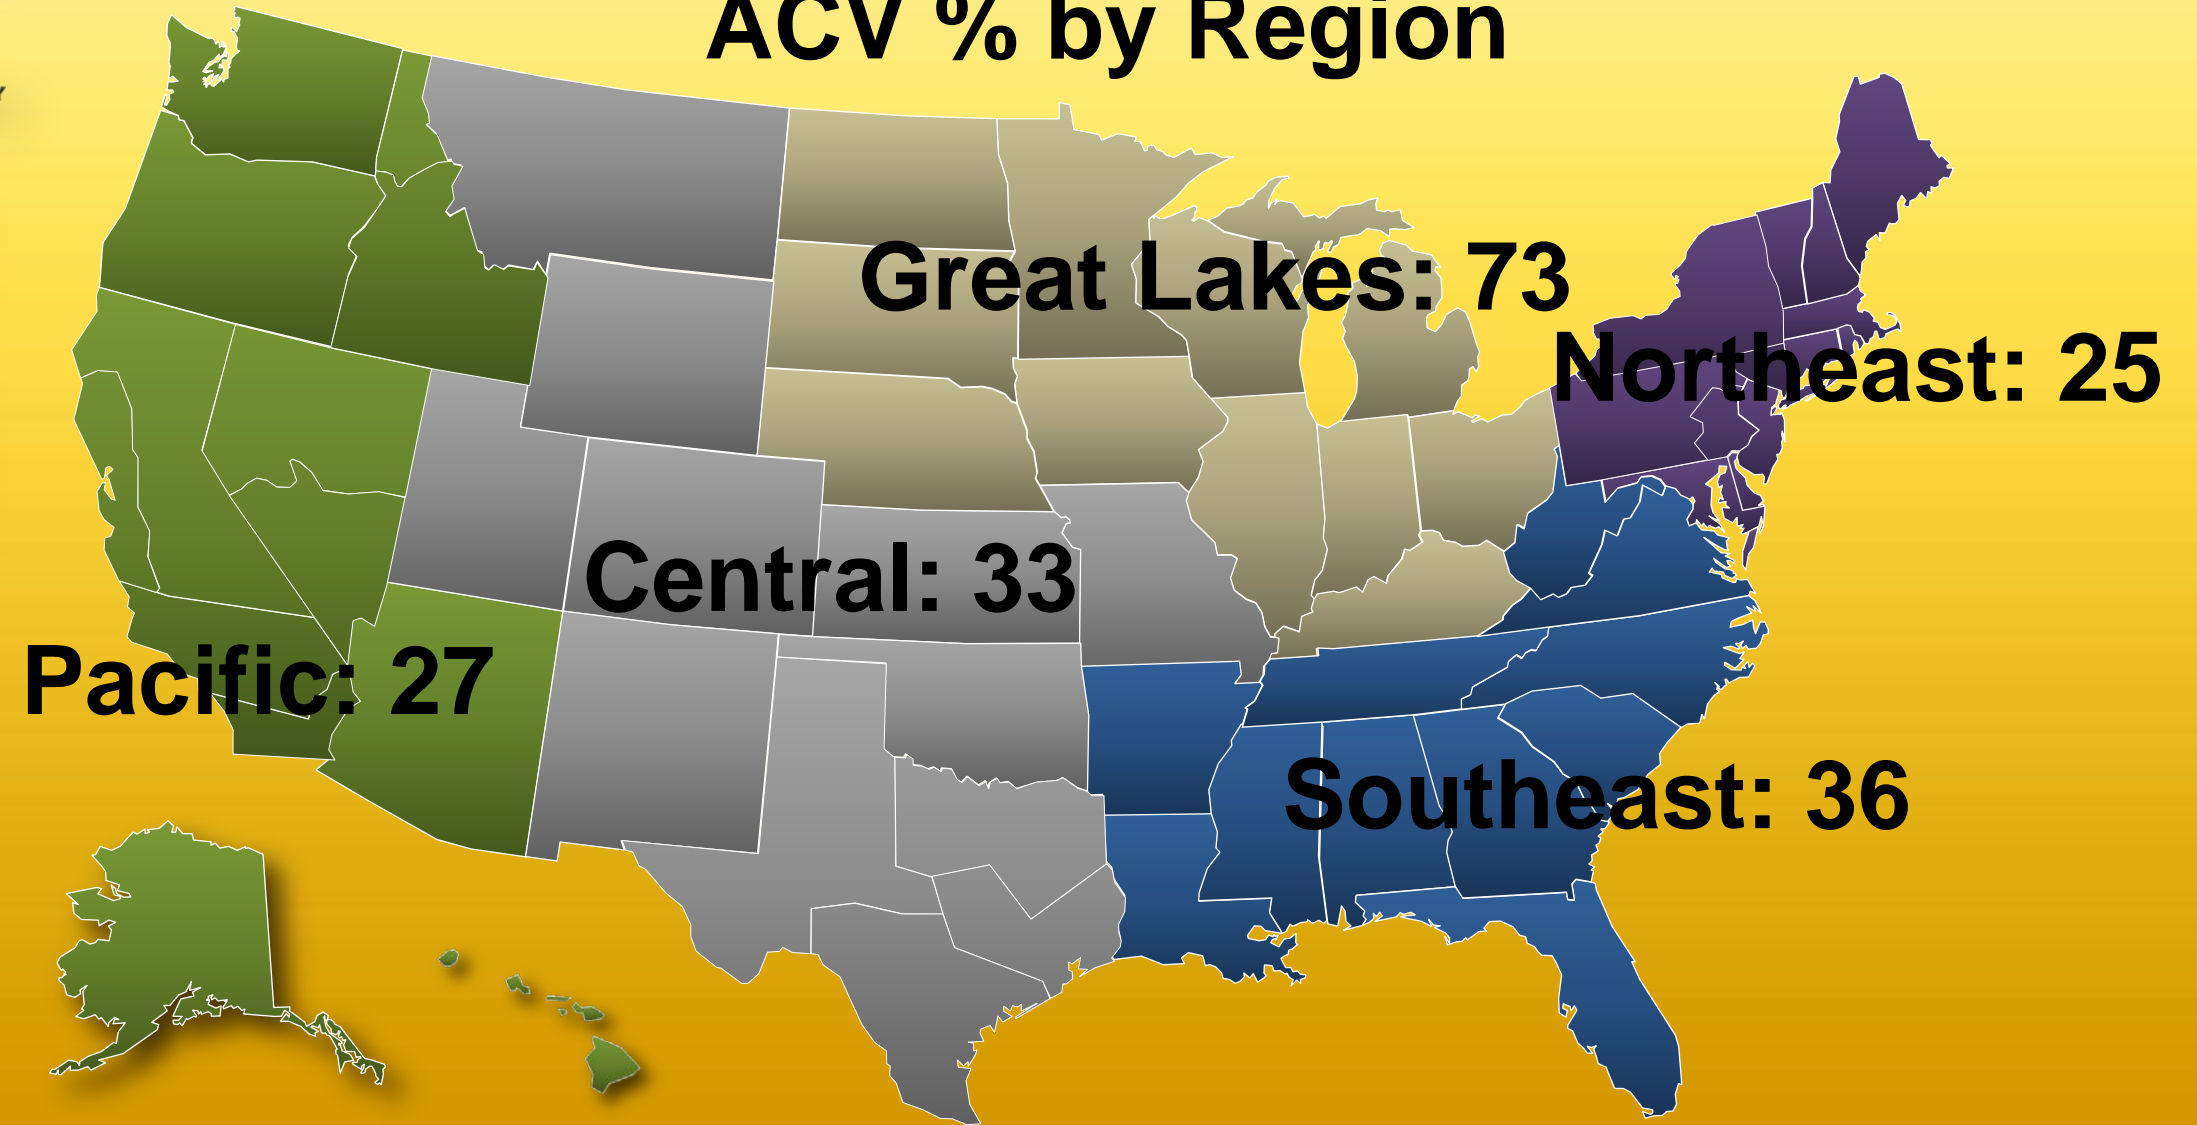 ACV % by Region
Great Lakes: 73
Northeast: 25
Central: 33
Pacific: 27
Southeast: 36